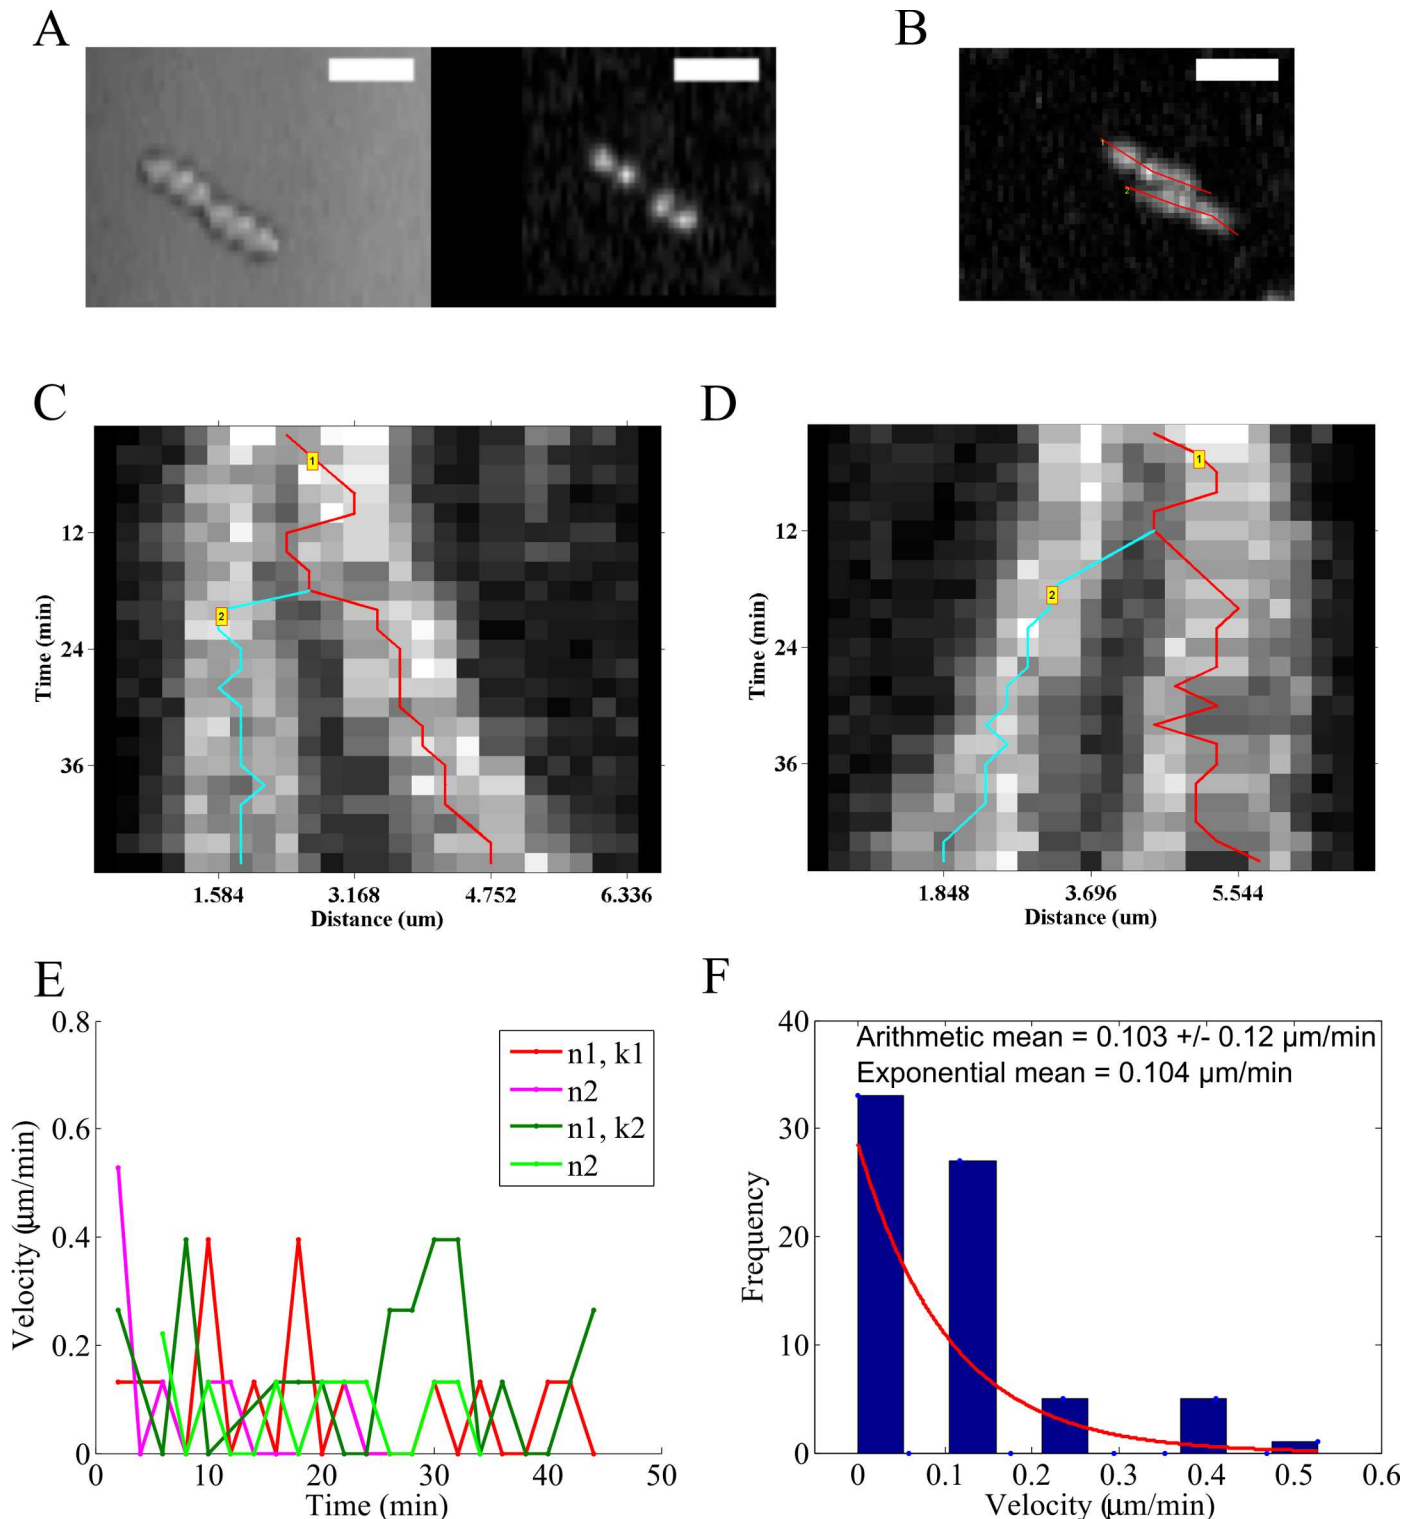 A
B
1
2
C
1
2
12
24
36
Time (min)
1.584 3.168 4.752 6.336
Distance (um)
D
1
2
12
24
36
Time (min)
1.848 3.696 5.544
Distance (um)
E
0.8
0.6
0.4
0.2
0
Velocity (µm/min)
n1, k1
n2
n1, k2
n2
0 10 20 30 40 50
Time (min)
F
40
30
20
10
0
Frequency
Arithmetic mean = 0.103 +/- 0.12 µm/min
Exponential mean = 0.104 µm/min
0 0.1 0.2 0.3 0.4 0.5 0.6
Velocity (µm/min)